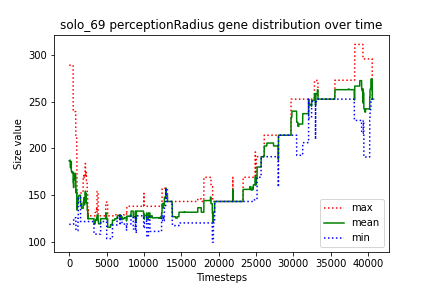 solo_69 perceptionRadius gene distribution over time
300
250
200
150
100
Size value
0 5000 10000 15000 20000 25000 30000 35000 40000
Timesteps
max
mean
min